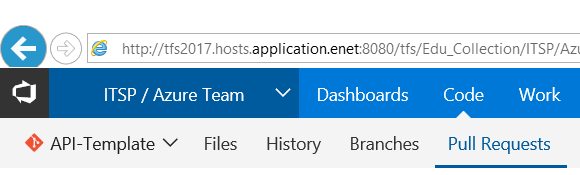 http://tfs2017.hosts.application.enet:8080/tfs/Edu_Collection/ITSP/Az
ITSP / Azure Team Dashboards Code Work
API-Template Files History Branches Pull Requests